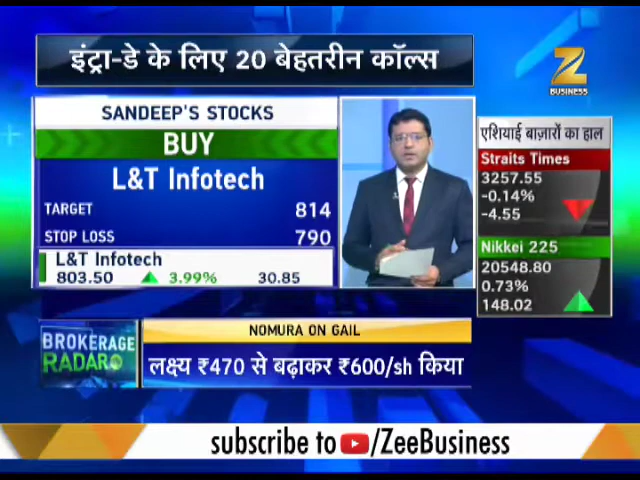 इंट्रा-डे के लिए 20 बेहतरीन कॉल्स
Z
BUSINESS
SANDEEP'S STOCKS
BUY
L&T Infotech
TARGET 814
STOP LOSS 790
L&T Infotech
803.50 3.99% 30.85
एशियाई बाज़ारों का हाल
Straits Times
3257.55
-0.14%
-4.55
Nikkei 225
20548.80
0.73%
148.02
BROKERAGE
RADAR
NOMURA ON GAIL
लक्ष्य ₹470 से बढ़ाकर ₹600/sh किया
subscribe to /ZeeBusiness